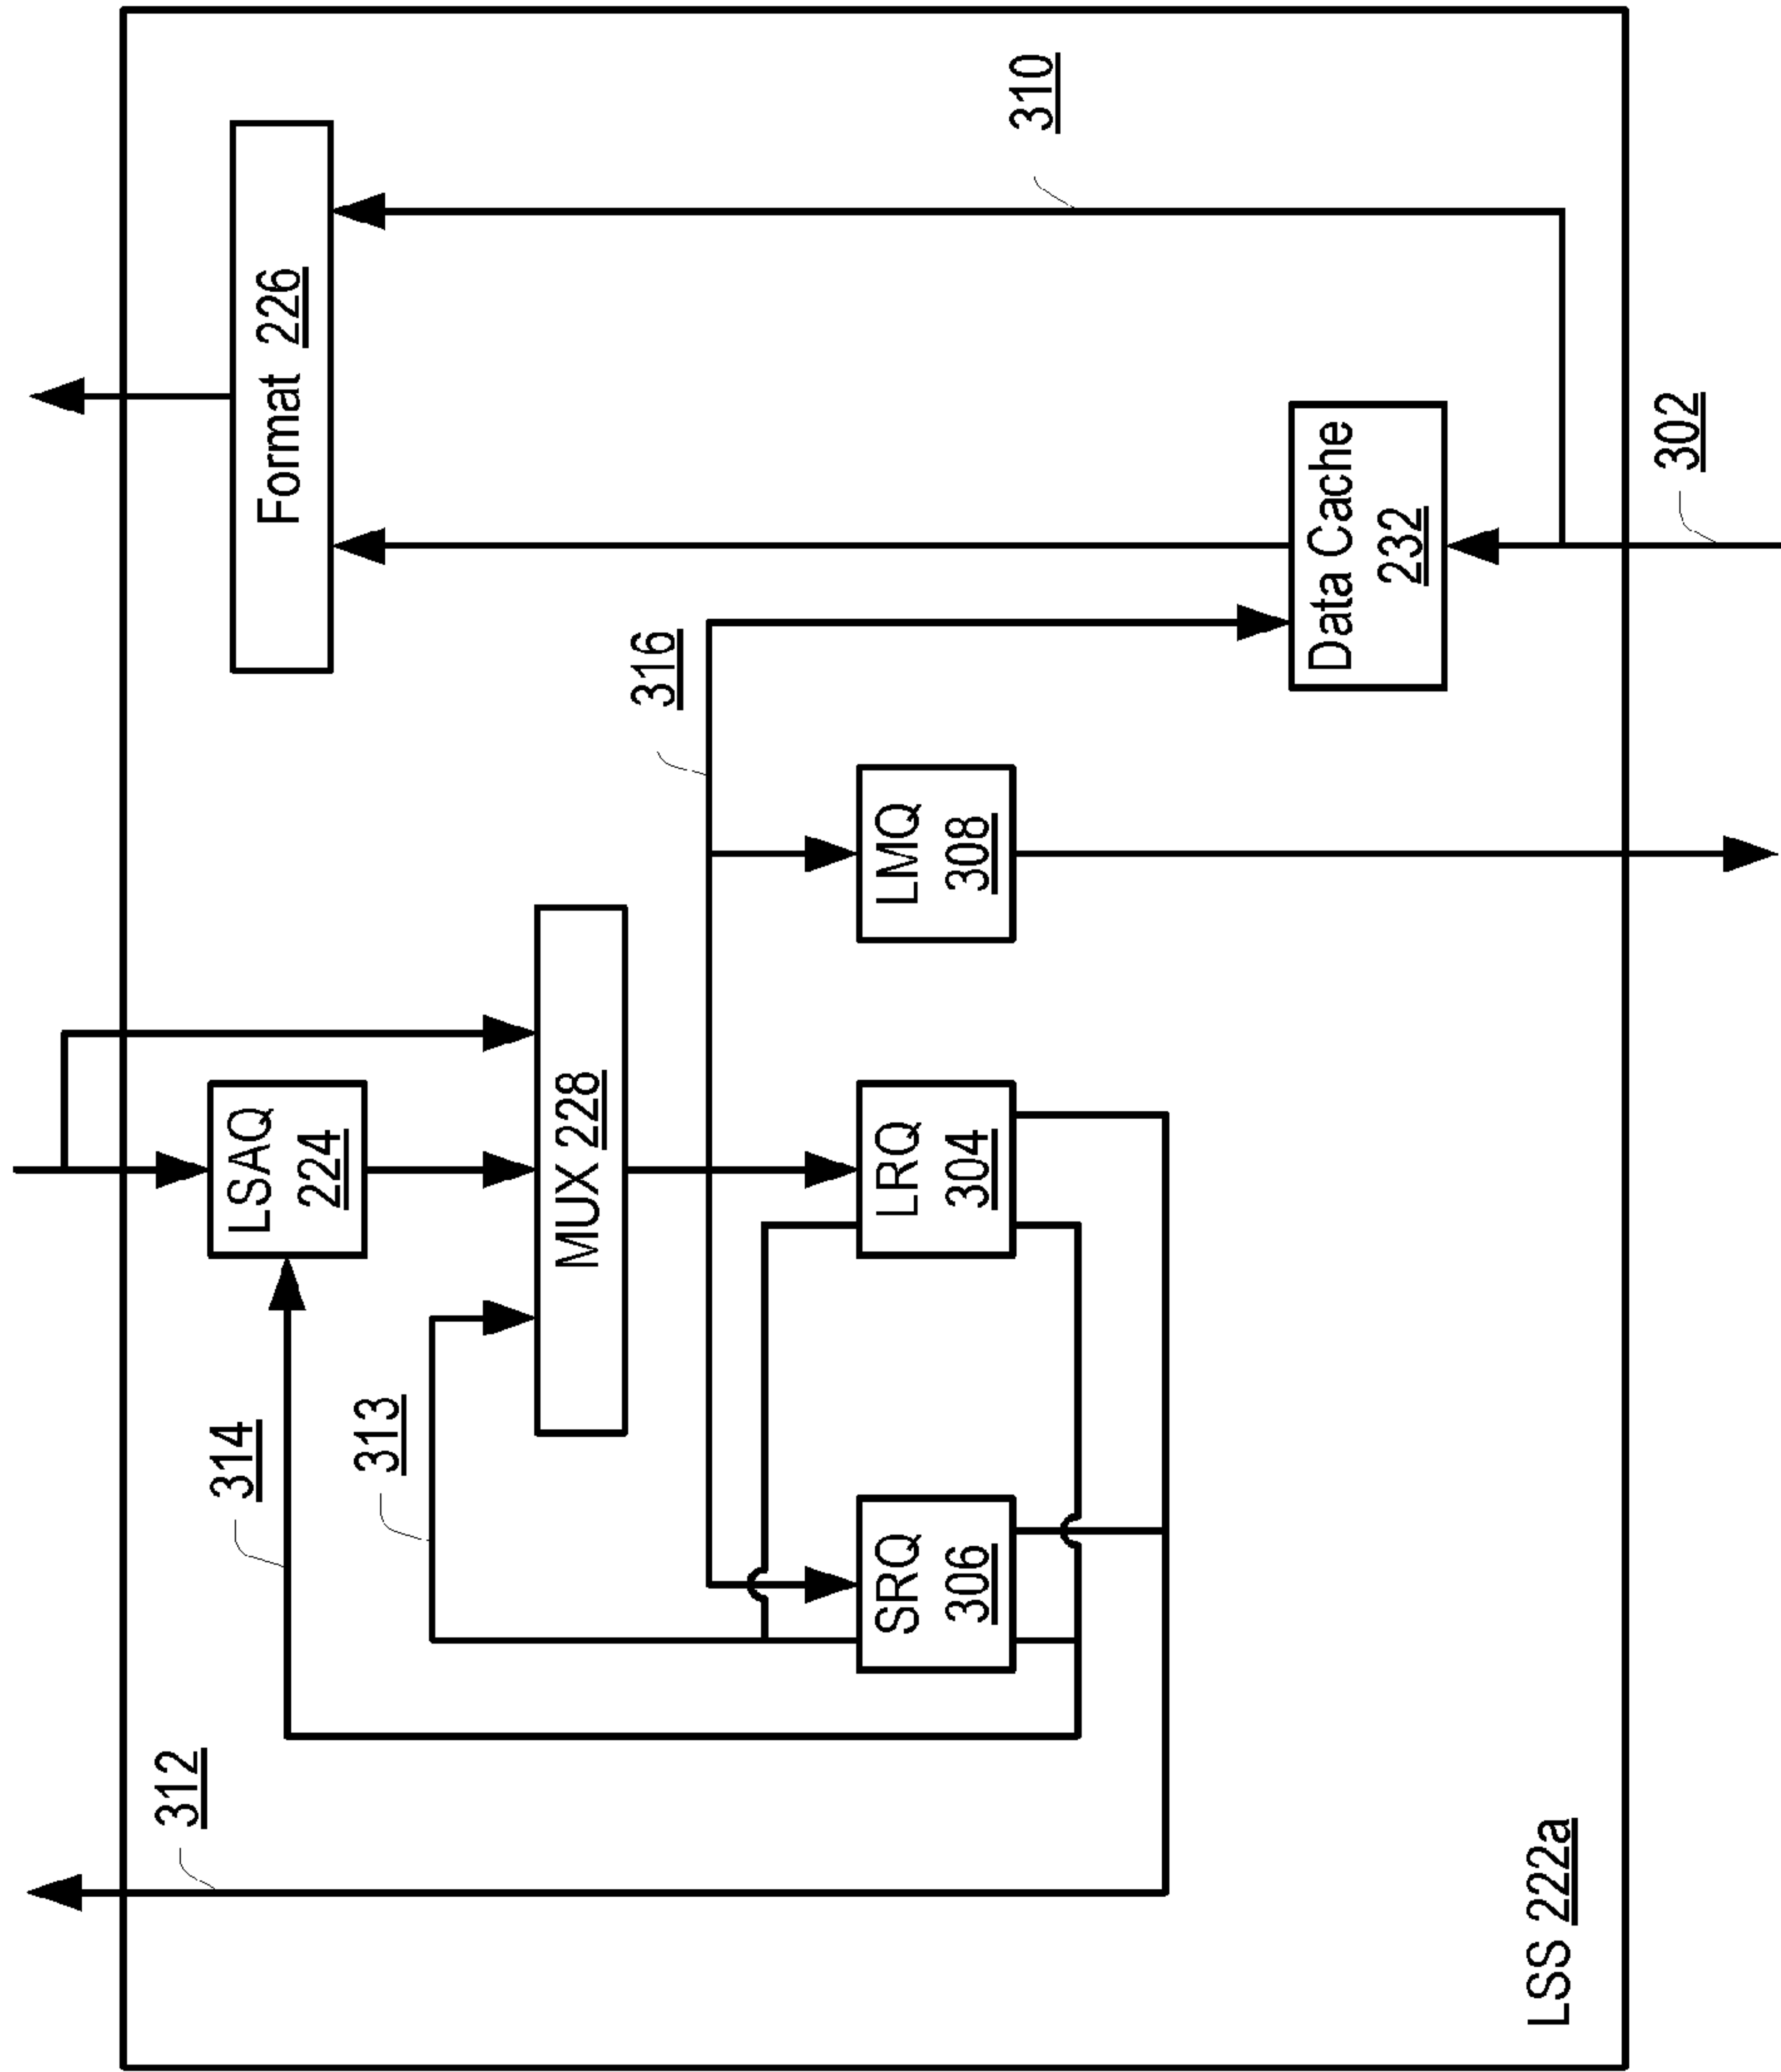 312
314
LSAQ
224
Format 226
313
MUX 228
316
SRQ
306
LRQ
304
LMQ
308
310
Data Cache
232
LSS 222a
302